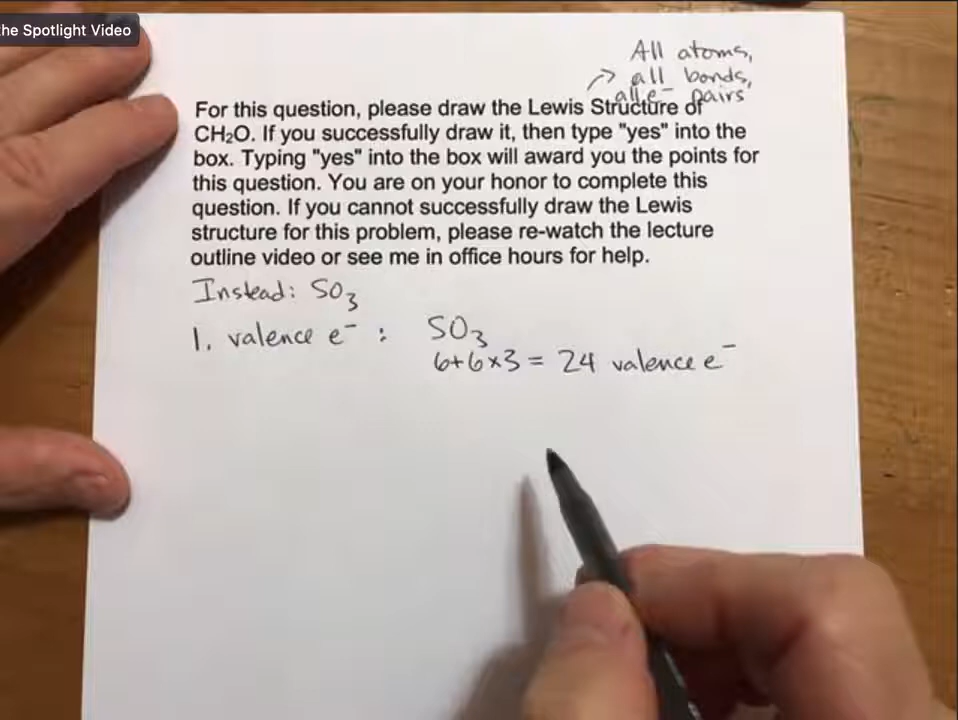 the Spotlight Video
All atoms,
→ all bonds,
all e⁻ pairs
For this question, please draw the Lewis Structure of
CH₂O. If you successfully draw it, then type "yes" into the
box. Typing "yes" into the box will award you the points for
this question. You are on your honor to complete this
question. If you cannot successfully draw the Lewis
structure for this problem, please re-watch the lecture
outline video or see me in office hours for help.
Instead: SO₃
1. valence e⁻ : SO₃
6+6×3 = 24 valence e⁻